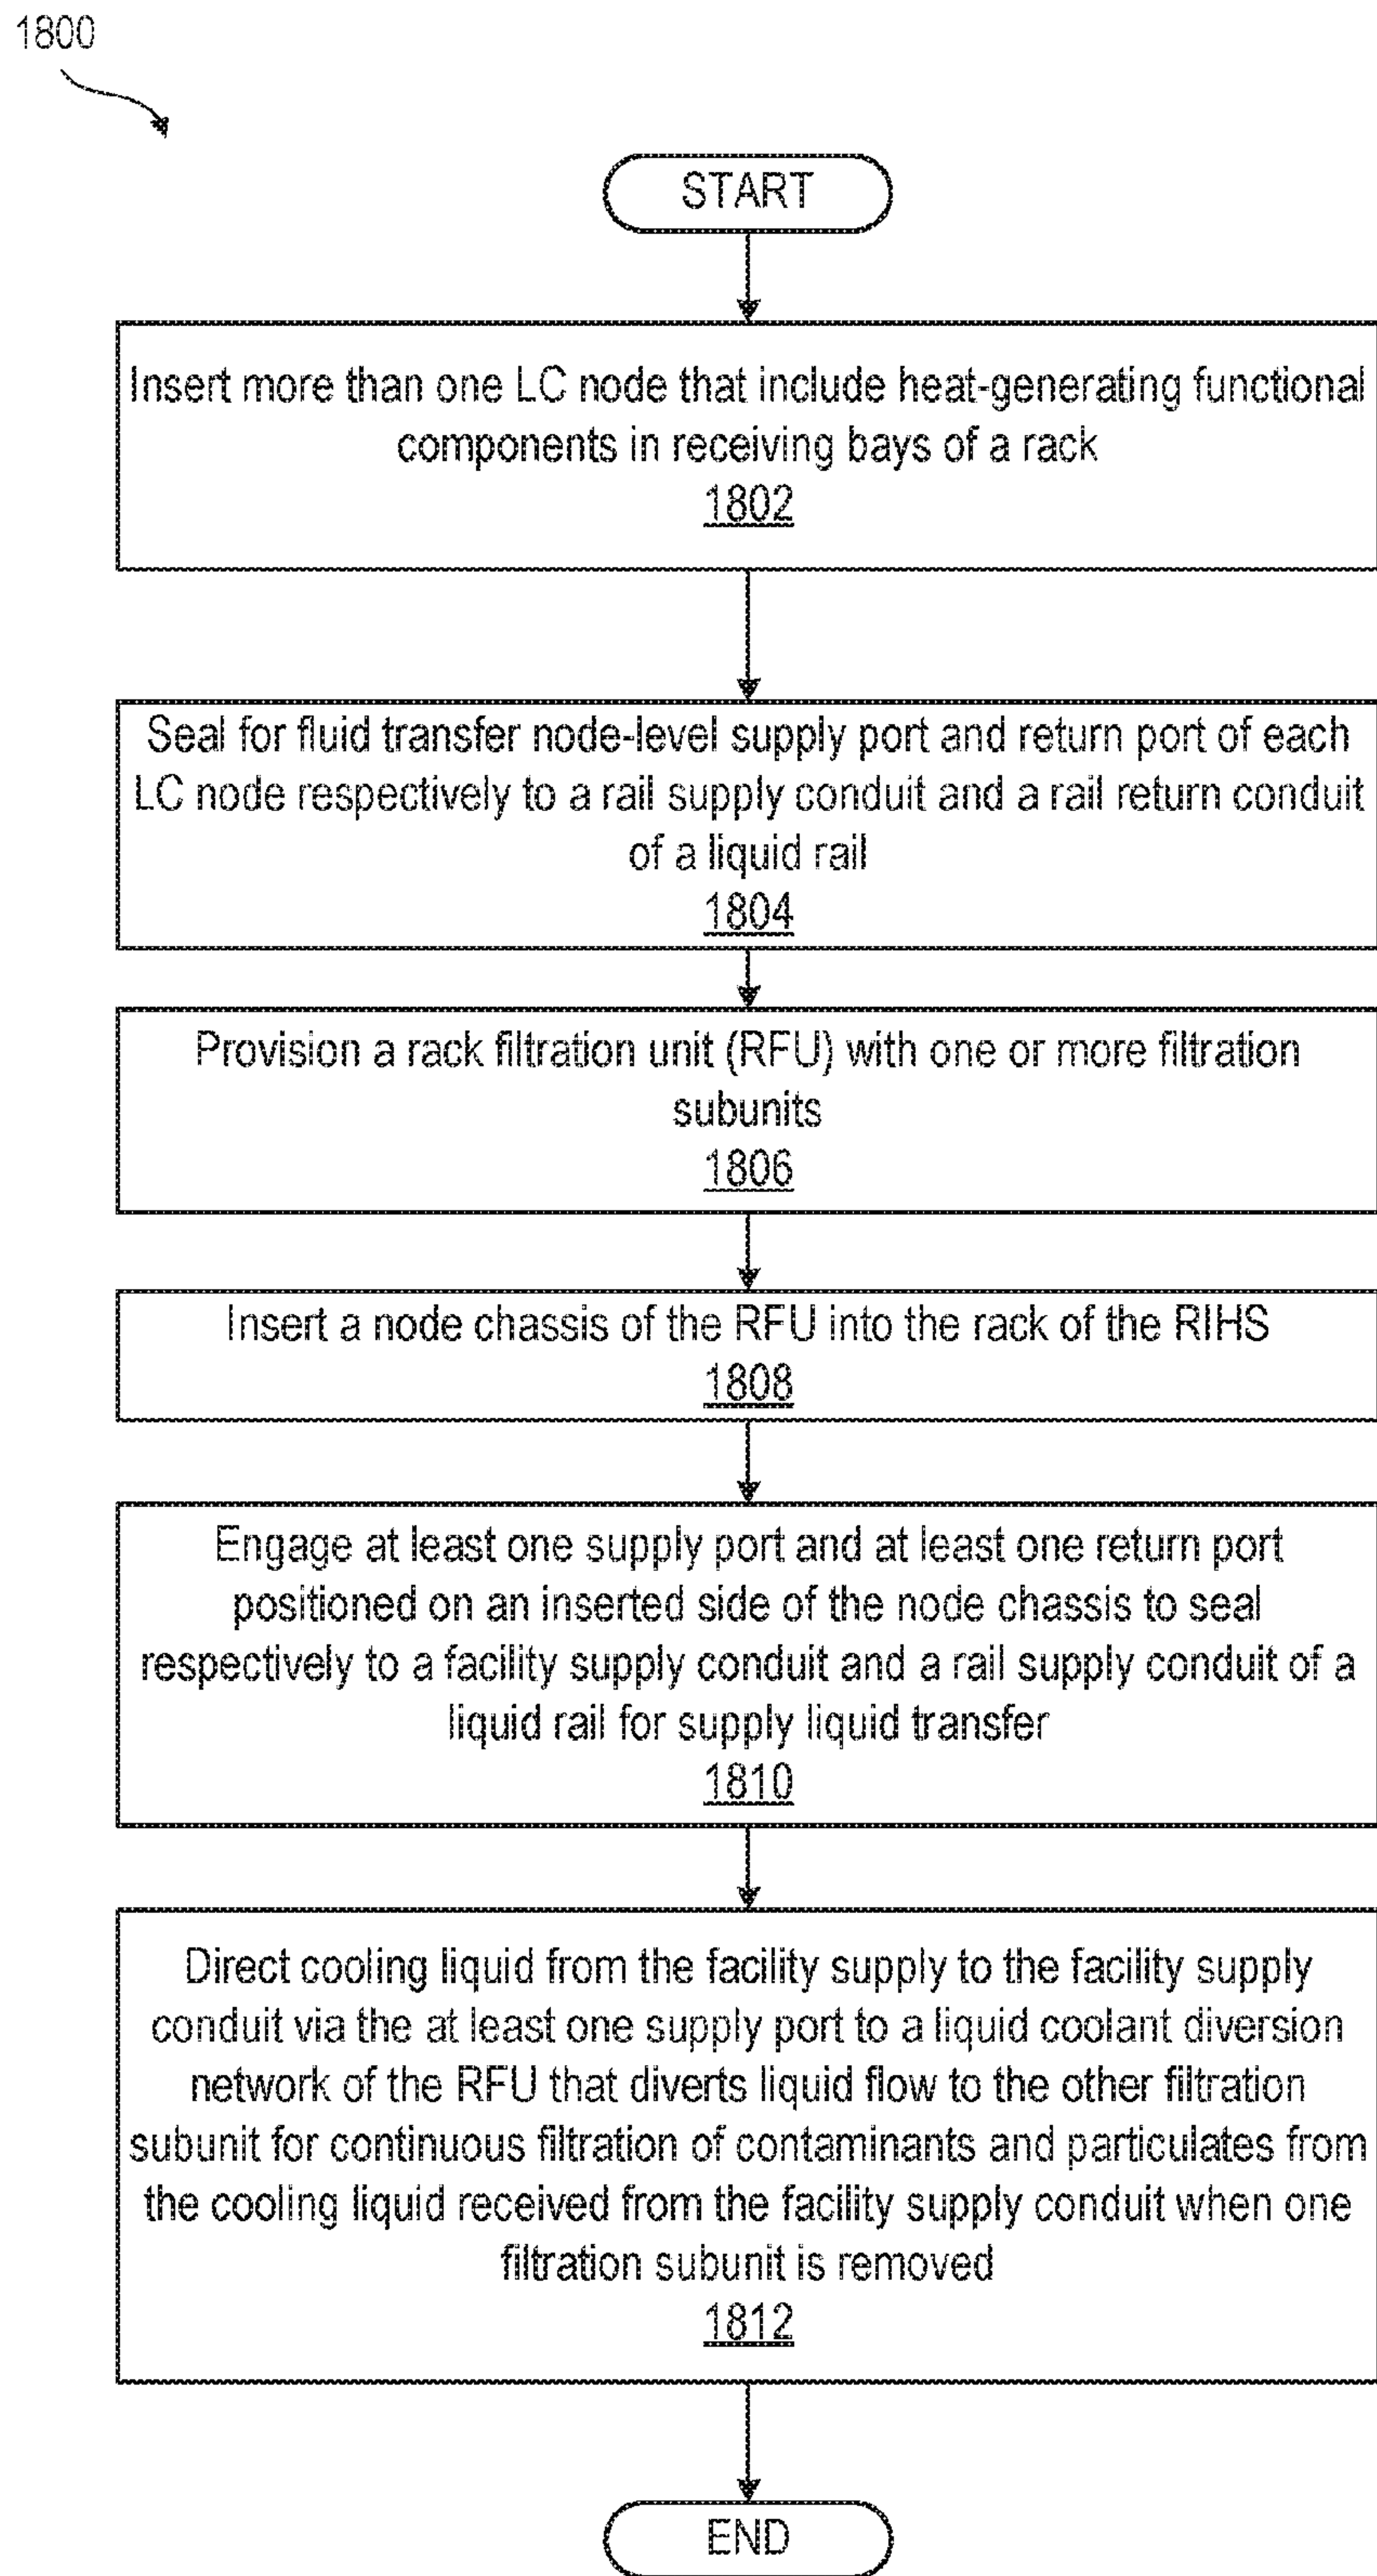 1800
START
Insert more than one LC node that include heat-generating functional
components in receiving bays of a rack
1802
Seal for fluid transfer node-level supply port and return port of each
LC node respectively to a rail supply conduit and a rail return conduit
of a liquid rail
1804
Provision a rack filtration unit (RFU) with one or more filtration
subunits
1806
Insert a node chassis of the RFU into the rack of the RIHS
1808
Engage at least one supply port and at least one return port
positioned on an inserted side of the node chassis to seal
respectively to a facility supply conduit and a rail supply conduit of a
liquid rail for supply liquid transfer
1810
Direct cooling liquid from the facility supply to the facility supply
conduit via the at least one supply port to a liquid coolant diversion
network of the RFU that diverts liquid flow to the other filtration
subunit for continuous filtration of contaminants and particulates from
the cooling liquid received from the facility supply conduit when one
filtration subunit is removed
1812
END